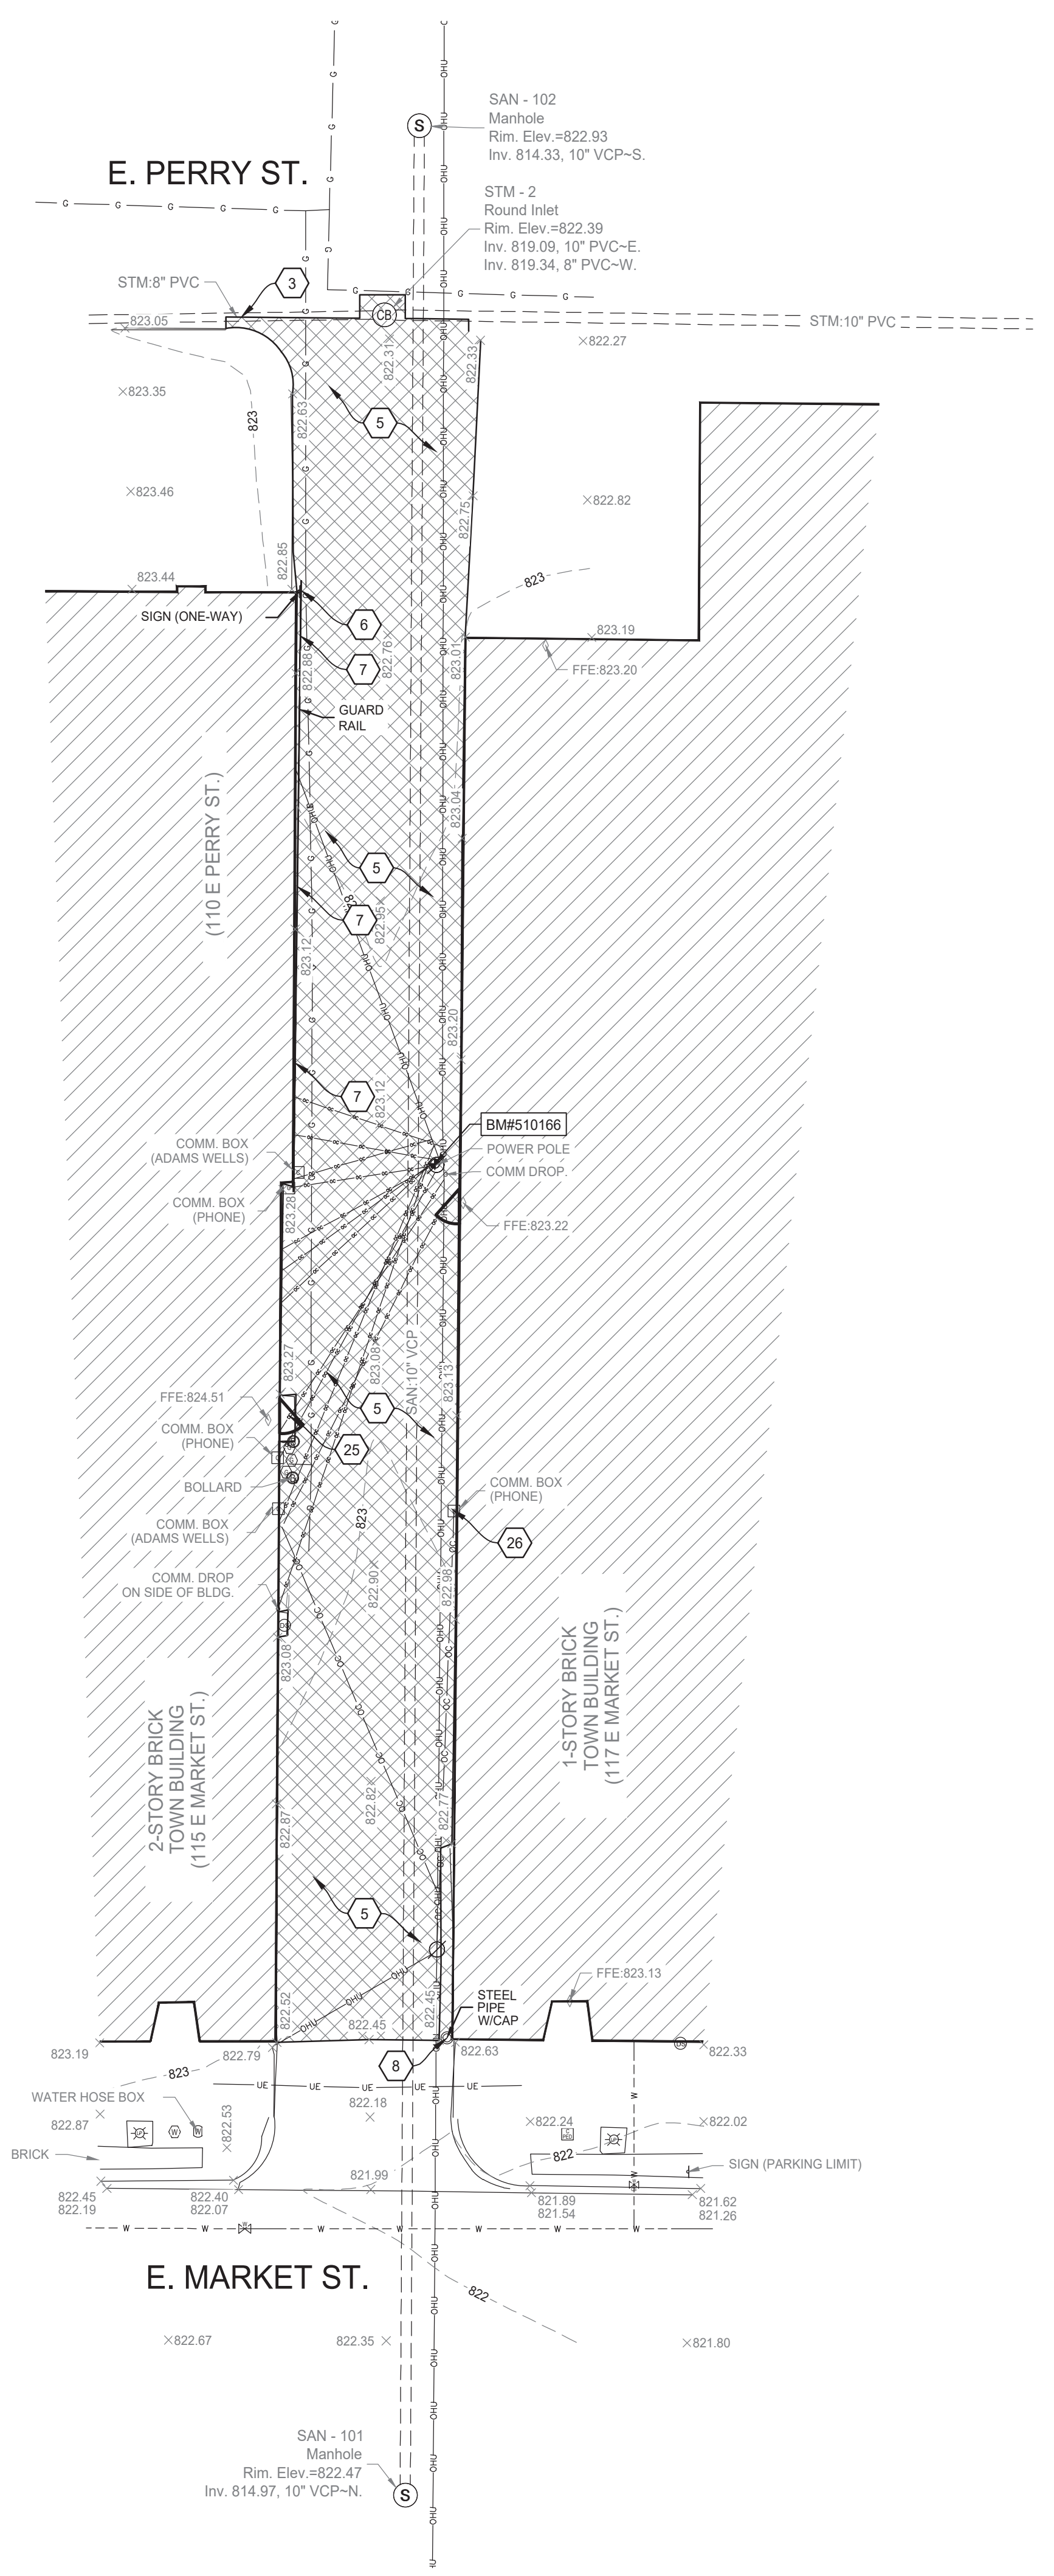 SAN - 102
Manhole
Rim. Elev.=822.93
Inv. 814.33, 10" VCP~S.
E. PERRY ST.
STM - 2
Round Inlet
Rim. Elev.=822.39
Inv. 819.09, 10" PVC~E.
Inv. 819.34, 8" PVC~W.
STM:8" PVC
3
CB
STM:10" PVC
823.05
822.31
822.33
822.27
823.35
822.63
823
5
823.46
822.75
822.82
822.85
823.44
823
SIGN (ONE-WAY)
6
823.19
822.76
823.01
822.88
7
FFE:823.20
GUARD
RAIL
(110 E PERRY ST.)
823.04
5
7
822.95
823.12
823.20
7
823.12
BM#510166
POWER POLE
COMM DROP.
COMM. BOX
(ADAMS WELLS)
COMM. BOX
(PHONE)
823.28
FFE:823.22
823.27
823.08
SAN:10" VCP
823.13
FFE:824.51
5
COMM. BOX
(PHONE)
25
BOLLARD
COMM. BOX
(PHONE)
COMM. BOX
(ADAMS WELLS)
823
26
COMM. DROP
ON SIDE OF BLDG.
822.90
822.98
823.08
2-STORY BRICK
TOWN BUILDING
(115 E MARKET ST.)
1-STORY BRICK
TOWN BUILDING
(117 E MARKET ST.)
822.87
822.82
822.77
5
FFE:823.13
STEEL
PIPE
W/CAP
822.52
822.45
822.45
823.19
822.79
8
822.63
DS
822.33
823
UE UE UE UE UE
WATER HOSE BOX
822.87
822.53
822.18
822.24
822.02
BRICK
822
SIGN (PARKING LIMIT)
821.99
822.45
822.19
822.40
822.07
821.89
821.54
821.62
821.26
W W W W W W W
E. MARKET ST.
822
822.67
822.35
821.80
SAN - 101
Manhole
Rim. Elev.=822.47
Inv. 814.97, 10" VCP~N.
S